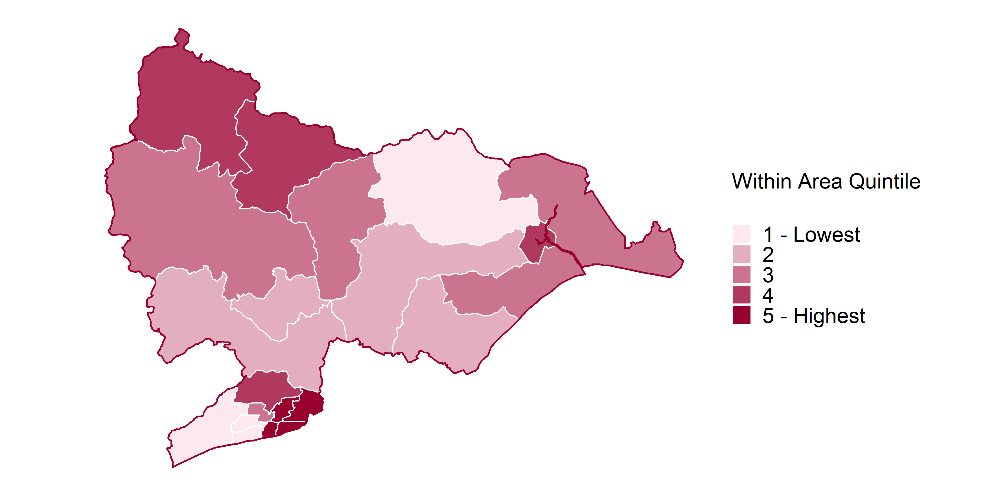 Within Area Quintile
1 - Lowest
2
3
4
5 - Highest